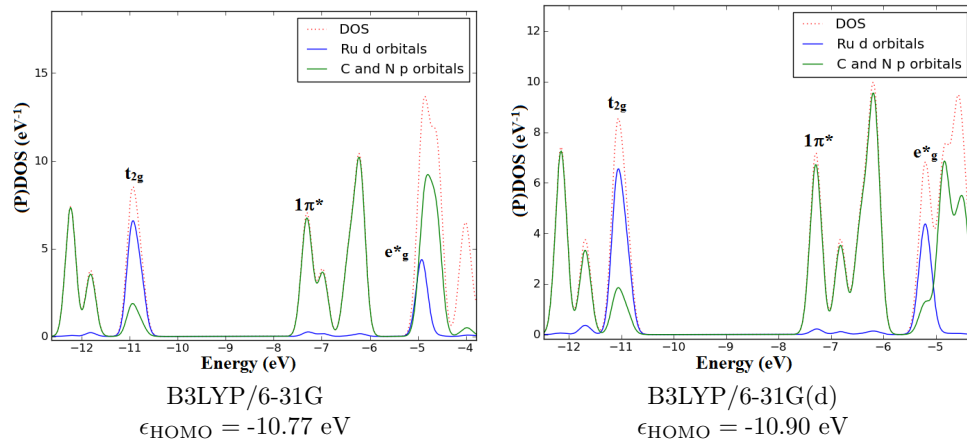 DOS
Ru d orbitals
C and N p orbitals
t2g
1π*
e*g
(P)DOS (eV⁻¹)
15
10
5
0
−12 −11 −10 −9 −8 −7 −6 −5 −4
Energy (eV)
B3LYP/6-31G
ϵHOMO = -10.77 eV
DOS
Ru d orbitals
C and N p orbitals
t2g
1π*
e*g
(P)DOS (eV⁻¹)
12
10
8
6
4
2
0
−12 −11 −10 −9 −8 −7 −6 −5
Energy (eV)
B3LYP/6-31G(d)
ϵHOMO = -10.90 eV